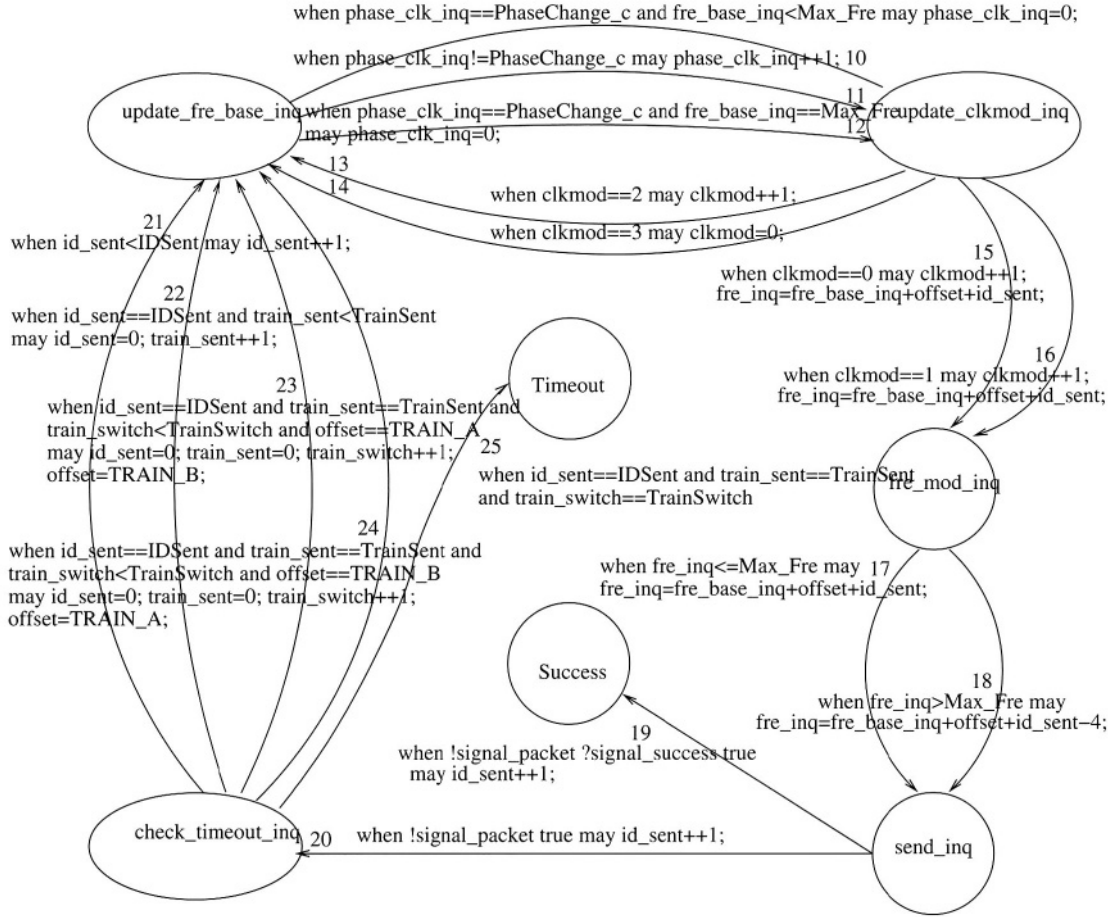 when phase_clk_inq==PhaseChange_c and fre_base_inq<Max_Fre may phase_clk_inq=0;
when phase_clk_inq!=PhaseChange_c may phase_clk_inq++1; 10
11
update_fre_base_inq
when phase_clk_inq==PhaseChange_c and fre_base_inq==Max_Fre
may phase_clk_inq=0;
12
update_clkmod_inq
13
14
when clkmod==2 may clkmod++1;
when clkmod==3 may clkmod=0;
21
when id_sent<IDSent may id_sent++1;
15
when clkmod==0 may clkmod++1;
fre_inq=fre_base_inq+offset+id_sent;
22
when id_sent==IDSent and train_sent<TrainSent
may id_sent=0; train_sent++1;
16
when clkmod==1 may clkmod++1;
fre_inq=fre_base_inq+offset+id_sent;
Timeout
23
when id_sent==IDSent and train_sent==TrainSent and
train_switch<TrainSwitch and offset==TRAIN_A
may id_sent=0; train_sent=0; train_switch++1;
offset=TRAIN_B;
25
when id_sent==IDSent and train_sent==TrainSent
and train_switch==TrainSwitch
fre_mod_inq
24
when id_sent==IDSent and train_sent==TrainSent and
train_switch<TrainSwitch and offset==TRAIN_B
may id_sent=0; train_sent=0; train_switch++1;
offset=TRAIN_A;
17
when fre_inq<=Max_Fre may
fre_inq=fre_base_inq+offset+id_sent;
Success
18
when fre_inq>Max_Fre may
fre_inq=fre_base_inq+offset+id_sent−4;
19
when !signal_packet ?signal_success true
may id_sent++1;
check_timeout_inq
20
when !signal_packet true may id_sent++1;
send_inq